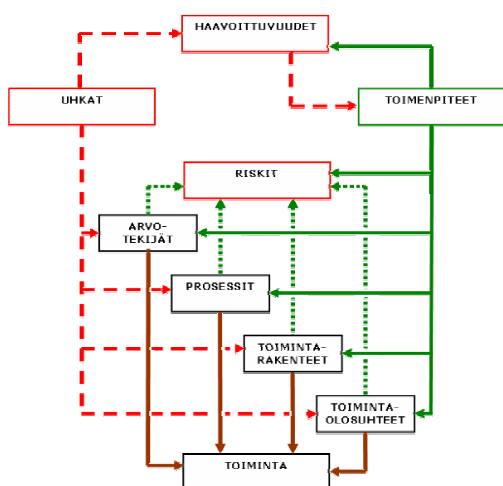 HAAVOITTUVUUDET
UHKAT
TOIMENPITEET
RISKIT
ARVO-
TEKIJÄT
PROSESSIT
TOIMINTA-
RAKENTEET
TOIMINTA-
OLOSUHTEET
TOIMINTA